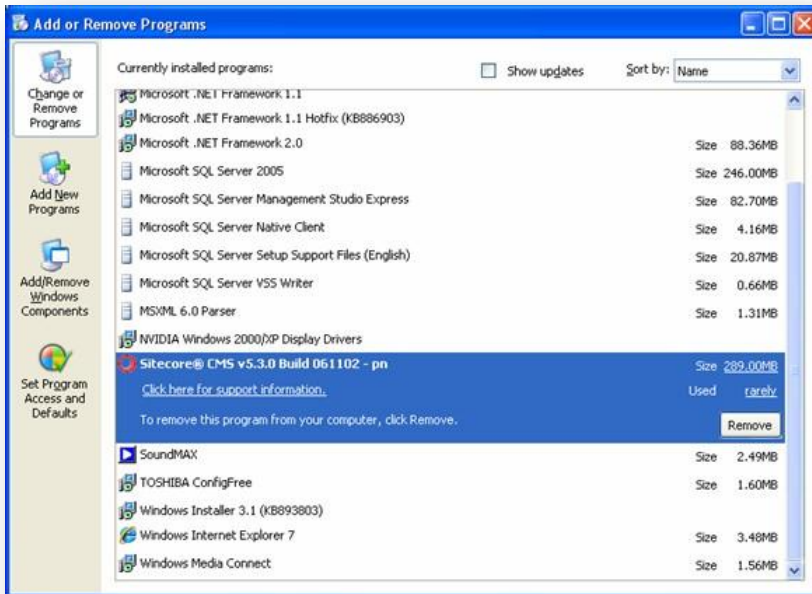 Add or Remove Programs
Change or
Remove
Programs
Add New
Programs
Add/Remove
Windows
Components
Set Program
Access and
Defaults
Currently installed programs:
Show updates
Sort by: Name
Microsoft .NET Framework 1.1
Microsoft .NET Framework 1.1 Hotfix (KB886903)
Microsoft .NET Framework 2.0 Size 88.36MB
Microsoft SQL Server 2005 Size 246.00MB
Microsoft SQL Server Management Studio Express Size 82.70MB
Microsoft SQL Server Native Client Size 4.16MB
Microsoft SQL Server Setup Support Files (English) Size 20.87MB
Microsoft SQL Server VSS Writer Size 0.66MB
MSXML 6.0 Parser Size 1.31MB
NVIDIA Windows 2000/XP Display Drivers
Sitecore® CMS v5.3.0 Build 061102 - pn Size 289.00MB
Click here for support information. Used rarely
To remove this program from your computer, click Remove. Remove
SoundMAX Size 2.49MB
TOSHIBA ConfigFree Size 1.60MB
Windows Installer 3.1 (KB893803)
Windows Internet Explorer 7 Size 3.48MB
Windows Media Connect Size 1.56MB